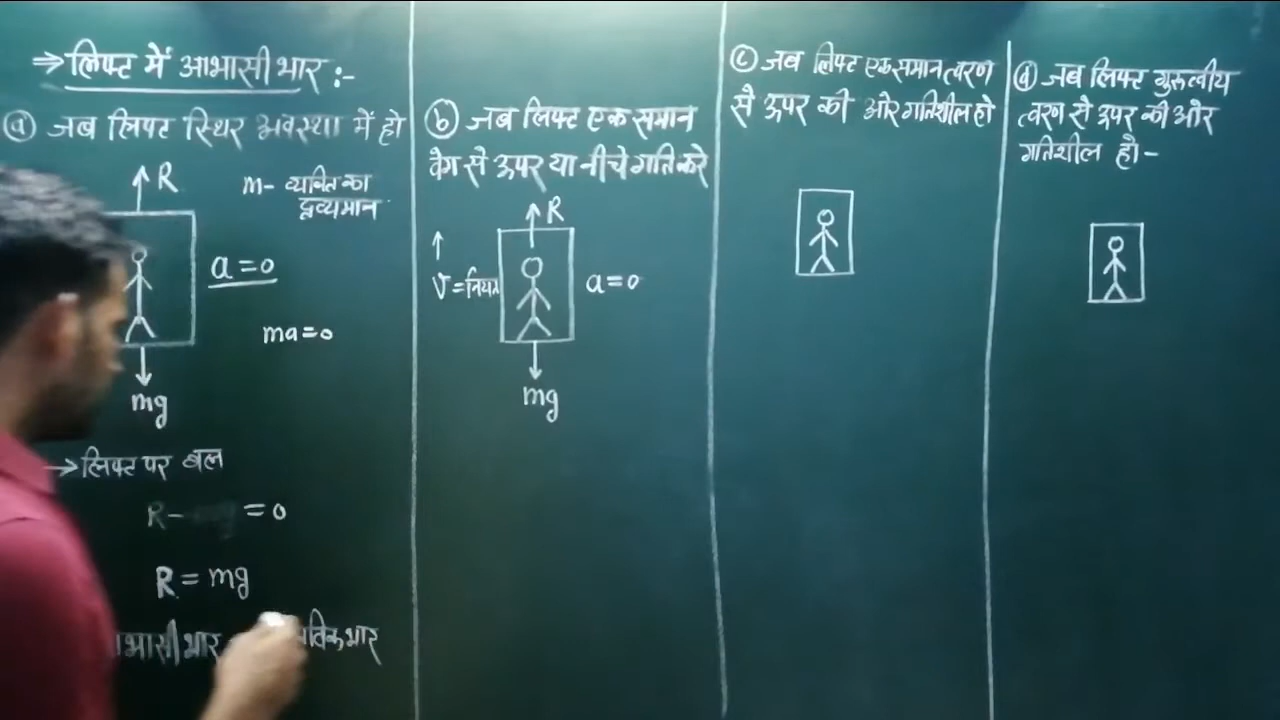 ⇒ लिफ्ट में आभासी भार :-
(a) जब लिफ्ट स्थिर अवस्था में हो
R
m- व्यक्ति का
द्रव्यमान
a=0
ma=0
mg
→ लिफ्ट पर बल
R- = 0
R = mg
भार
(b) जब लिफ्ट एक समान
वेग से ऊपर या नीचे गति करे
R
v=नियत
a=0
mg
(c) जब लिफ्ट एक समान त्वरण
से ऊपर की ओर गतिशील हो
(d) जब लिफ्ट गुरुत्वीय
त्वरण से ऊपर की ओर
गतिशील हो -